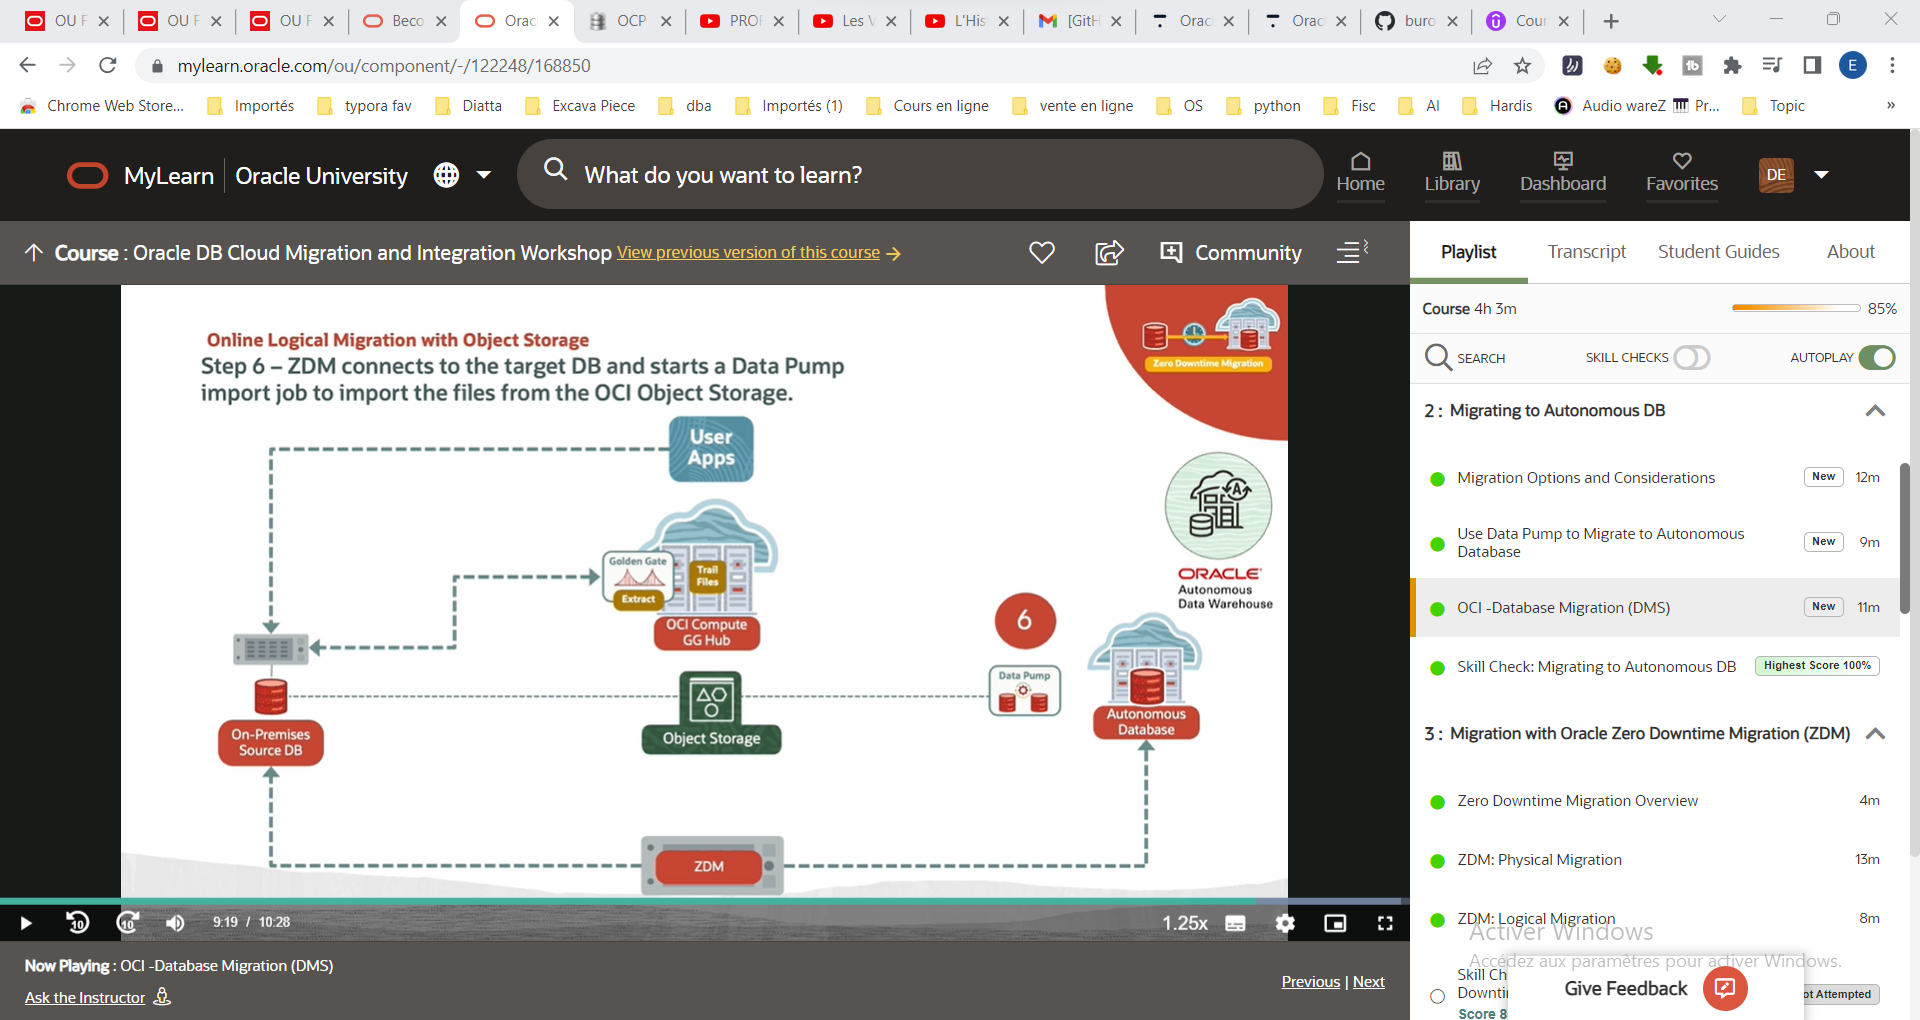 OU F
OU F
OU F
Beco
Orac
OCP
PROF
Les V
L'His
[GitH
Orac
Orac
buro
Cour
mylearn.oracle.com/ou/component/-/122248/168850
E
Chrome Web Store...
Importés
typora fav
Diatta
Excava Piece
dba
Importés (1)
Cours en ligne
vente en ligne
OS
python
Fisc
AI
Hardis
Audio wareZ
Pr...
Topic
»
MyLearn
Oracle University
What do you want to learn?
Home
Library
Dashboard
Favorites
DE
Course : Oracle DB Cloud Migration and Integration Workshop View previous version of this course
Community
Online Logical Migration with Object Storage
Step 6 – ZDM connects to the target DB and starts a Data Pump
import job to import the files from the OCI Object Storage.
Zero Downtime Migration
User
Apps
Golden Gate
Extract
Trail
Files
OCI Compute
GG Hub
ORACLE
Autonomous
Data Warehouse
6
Data Pump
Autonomous
Database
On-Premises
Source DB
Object Storage
ZDM
10
10
9:19 / 10:28
1.25x
Now Playing : OCI -Database Migration (DMS)
Ask the Instructor
Previous | Next
Playlist
Transcript
Student Guides
About
Course 4h 3m
85%
SEARCH
SKILL CHECKS
AUTOPLAY
2 : Migrating to Autonomous DB
Migration Options and Considerations
New
12m
Use Data Pump to Migrate to Autonomous
Database
New
9m
OCI -Database Migration (DMS)
New
11m
Skill Check: Migrating to Autonomous DB
Highest Score 100%
3 : Migration with Oracle Zero Downtime Migration (ZDM)
Zero Downtime Migration Overview
4m
ZDM: Physical Migration
13m
ZDM: Logical Migration
8m
Activer Windows
Accédez aux paramètres pour activer Windows.
Skill Ch
Downti
Score 8
ot Attempted
Give Feedback